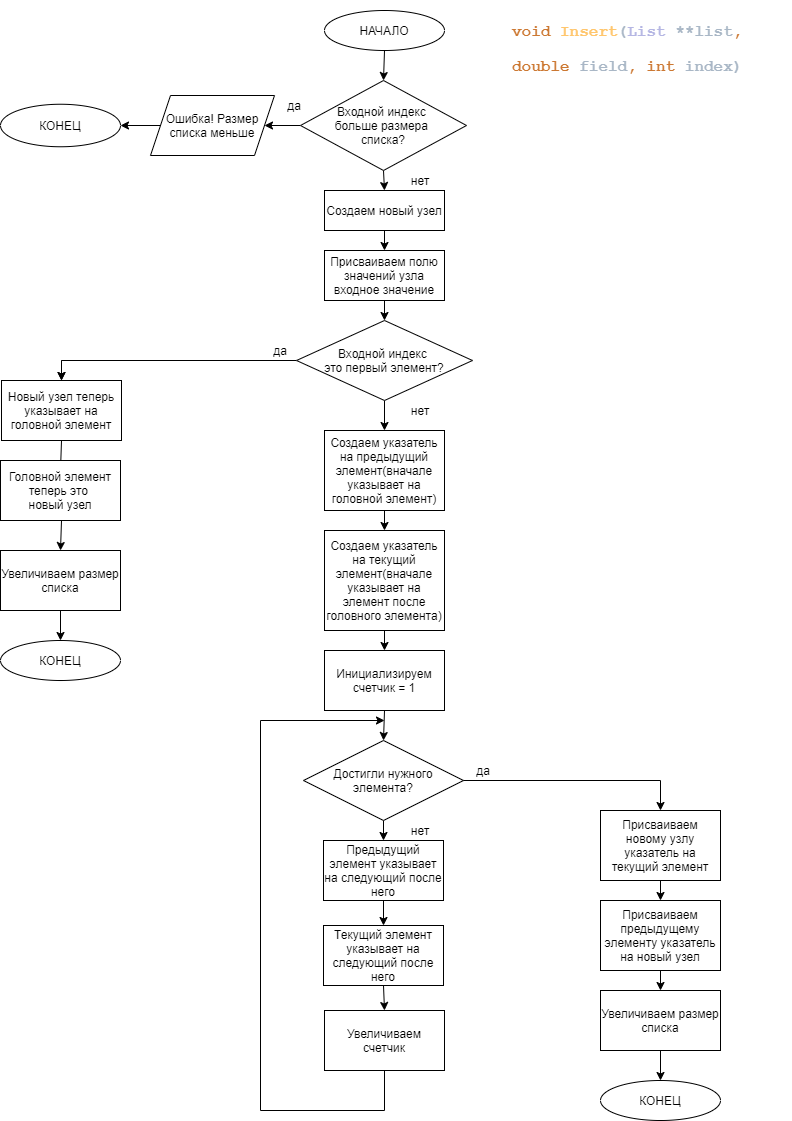 НАЧАЛО
void Insert(List **list,
double field, int index)
Входной индекс
больше размера
списка?
да
Ошибка! Размер
списка меньше
КОНЕЦ
нет
Создаем новый узел
Присваиваем полю
значений узла
входное значение
Входной индекс
это первый элемент?
да
Новый узел теперь
указывает на
головной элемент
Головной элемент
теперь это
новый узел
Увеличиваем размер
списка
КОНЕЦ
нет
Создаем указатель
на предыдущий
элемент(вначале
указывает на
головной элемент)
Создаем указатель
на текущий
элемент(вначале
указывает на
элемент после
головного элемента)
Инициализируем
счетчик = 1
Достигли нужного
элемента?
нет
Предыдущий
элемент указывает
на следующий после
него
Текущий элемент
указывает на
следующий после
него
Увеличиваем
счетчик
да
Присваиваем
новому узлу
указатель на
текущий элемент
Присваиваем
предыдущему
элементу указатель
на новый узел
Увеличиваем размер
списка
КОНЕЦ